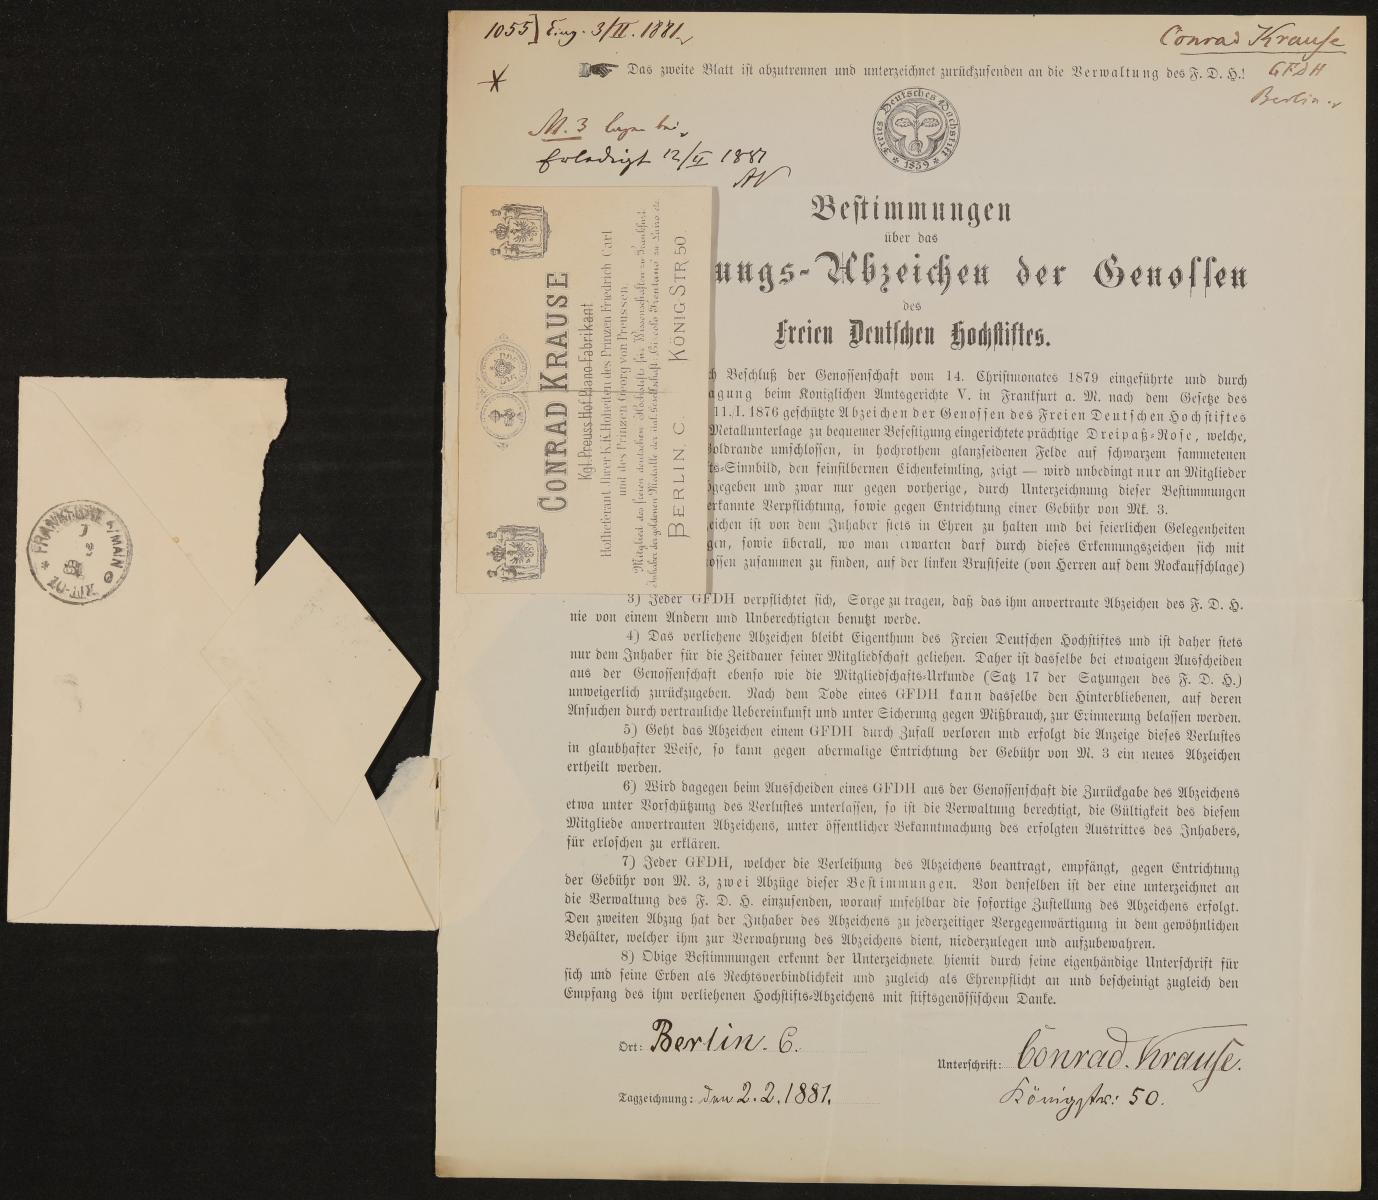 1055] Eing. 3/II. 1881.
Conrad Krause
GFDH
Berlin.
Das zweite Blatt ist abzutrennen und unterzeichnet zurückzusenden an die Verwaltung des F. D. H.!
Freies Deutsches Hochstift
1859
M. 3 lagen bei
Erledigt 12/II 1881
Bestimmungen
über das
ungs-Abzeichen der Genossen
des
Freien Deutschen Hochstiftes.
CONRAD KRAUSE
Kgl. Preuss. Hof Piano-Fabrikant
Hoflieferant Ihrer K. K. Hoheiten des Prinzen Friedrich Carl
und des Prinzen Georg von Preussen.
Mitglied des freien deutschen Hochstifts für Wissenschaften zu Frankfurt.
Inhaber der goldenen Medaille der
BERLIN, C. KÖNIG-STR 50.
ch Beschluß der Genossenschaft vom 14. Christmonates 1879 eingeführte und durch
agung beim Königlichen Amtsgerichte V. in Frankfurt a. M. nach dem Gesetze des
11./I. 1876 geschützte Abzeichen der Genossen des Freien Deutschen Hochstiftes
Metallunterlage zu bequemer Befestigung eingerichtete prächtige Dreipaß-Rose, welche,
oldrande umschlossen, in hochrothem glanzseidenen Felde auf schwarzem sammetenen
ts-Sinnbild, den feinsilbernen Eichenkeimling, zeigt — wird unbedingt nur an Mitglieder
bgegeben und zwar nur gegen vorherige, durch Unterzeichnung dieser Bestimmungen
erkannte Verpflichtung, sowie gegen Entrichtung einer Gebühr von Mk. 3.
eichen ist von dem Inhaber stets in Ehren zu halten und bei feierlichen Gelegenheiten
gen, sowie überall, wo man erwarten darf durch dieses Erkennungszeichen sich mit
ossen zusammen zu finden, auf der linken Brustseite (von Herren auf dem Rockaufschlage)
3) Jeder GFDH verpflichtet sich, Sorge zu tragen, daß das ihm anvertraute Abzeichen des F. D. H.
nie von einem Andern und Unberechtigten benutzt werde.
4) Das verliehene Abzeichen bleibt Eigenthum des Freien Deutschen Hochstiftes und ist daher stets
nur dem Inhaber für die Zeitdauer seiner Mitgliedschaft geliehen. Daher ist dasselbe bei etwaigem Ausscheiden
aus der Genossenschaft ebenso wie die Mitgliedschafts-Urkunde (Satz 17 der Satzungen des F. D. H.)
unweigerlich zurückzugeben. Nach dem Tode eines GFDH kann dasselbe den Hinterbliebenen, auf deren
Ansuchen durch vertrauliche Uebereinkunft und unter Sicherung gegen Mißbrauch, zur Erinnerung belassen werden.
5) Geht das Abzeichen einem GFDH durch Zufall verloren und erfolgt die Anzeige dieses Verlustes
in glaubhafter Weise, so kann gegen abermalige Entrichtung der Gebühr von M. 3 ein neues Abzeichen
ertheilt werden.
6) Wird dagegen beim Ausscheiden eines GFDH aus der Genossenschaft die Zurückgabe des Abzeichens
etwa unter Vorschützung des Verlustes unterlassen, so ist die Verwaltung berechtigt, die Gültigkeit des diesem
Mitgliede anvertrauten Abzeichens, unter öffentlicher Bekanntmachung des erfolgten Austrittes des Inhabers,
für erloschen zu erklären.
7) Jeder GFDH, welcher die Verleihung des Abzeichens beantragt, empfängt, gegen Entrichtung
der Gebühr von M. 3, zwei Abzüge dieser Bestimmungen. Von denselben ist der eine unterzeichnet an
die Verwaltung des F. D. H. einzusenden, worauf unfehlbar die sofortige Zustellung des Abzeichens erfolgt.
Den zweiten Abzug hat der Inhaber des Abzeichens zu jederzeitiger Vergegenwärtigung in dem gewöhnlichen
Behälter, welcher ihm zur Verwahrung des Abzeichens dient, niederzulegen und aufzubewahren.
8) Obige Bestimmungen erkennt der Unterzeichnete hiemit durch seine eigenhändige Unterschrift für
sich und seine Erben als Rechtsverbindlichkeit und zugleich als Ehrenpflicht an und bescheinigt zugleich den
Empfang des ihm verliehenen Hochstifts-Abzeichens mit stiftsgenössischem Danke.
Ort: Berlin. C.
Unterschrift: Conrad. Krause.
Tagzeichnung: den 2. 2. 1881.
Königstr: 50.
FRANKFURT a/MAIN